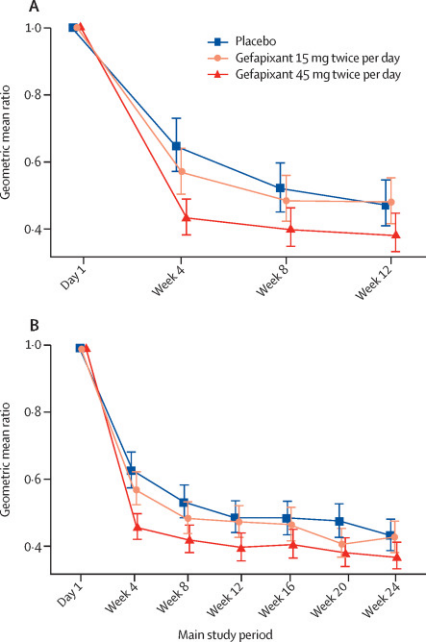 A
Placebo
Gefapixant 15 mg twice per day
Gefapixant 45 mg twice per day
Geometric mean ratio
1·0
0·8
0·6
0·4
Day 1
Week 4
Week 8
Week 12
B
Geometric mean ratio
1·0
0·8
0·6
0·4
Day 1
Week 4
Week 8
Week 12
Week 16
Week 20
Week 24
Main study period